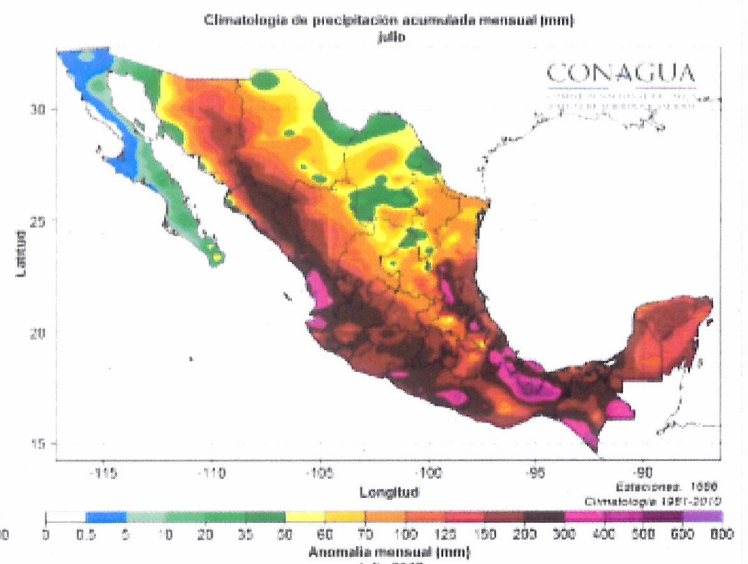 Climatología de precipitación acumulada mensual (mm)
julio
CONAGUA
30
25
20
15
Latitud
-115 -110 -105 -100 -95 -90
Longitud
Estaciones: 1666
Climatología 1981-2010
0 0.5 5 10 20 35 50 60 70 100 125 150 200 300 400 500 600 800
Anomalía mensual (mm)